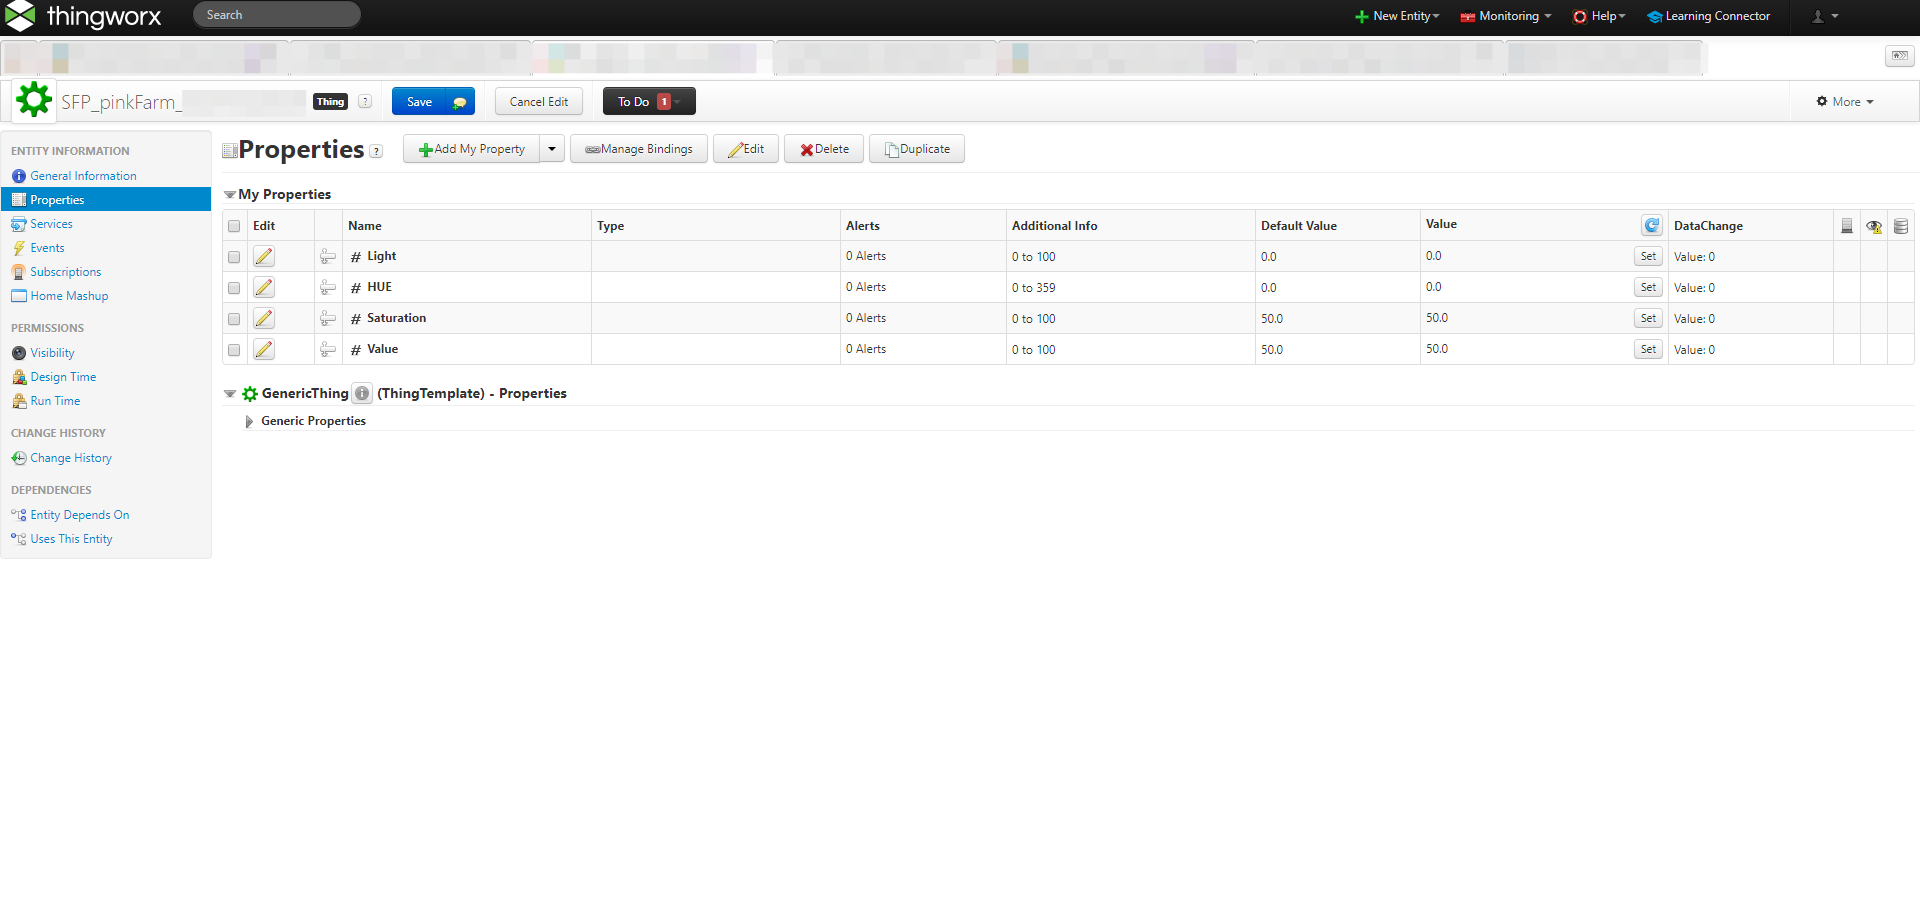 thingworx Search New Entity Monitoring Help Learning Connector
SFP_pinkFarm_ Thing ? Save Cancel Edit To Do 1 More
ENTITY INFORMATION
General Information
Properties
Services
Events
Subscriptions
Home Mashup
PERMISSIONS
Visibility
Design Time
Run Time
CHANGE HISTORY
Change History
DEPENDENCIES
Entity Depends On
Uses This Entity
Properties ? Add My Property Manage Bindings Edit Delete Duplicate
My Properties
Edit Name Type Alerts Additional Info Default Value Value DataChange
# Light 0 Alerts 0 to 100 0.0 0.0 Set Value: 0
# HUE 0 Alerts 0 to 359 0.0 0.0 Set Value: 0
# Saturation 0 Alerts 0 to 100 50.0 50.0 Set Value: 0
# Value 0 Alerts 0 to 100 50.0 50.0 Set Value: 0
GenericThing i (ThingTemplate) - Properties
Generic Properties